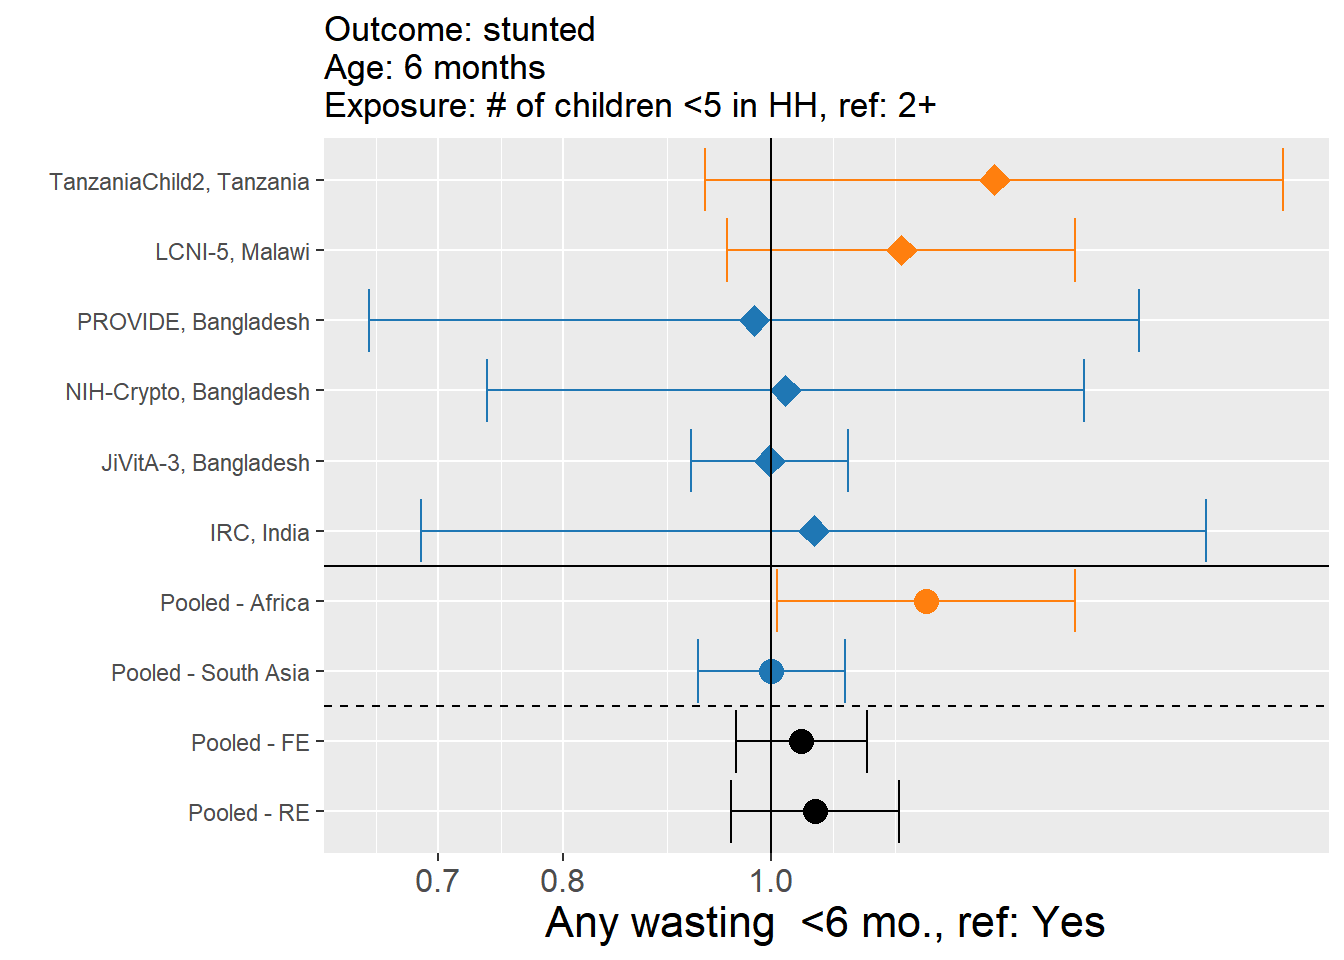 Outcome: stunted
Age: 6 months
Exposure: # of children <5 in HH, ref: 2+
TanzaniaChild2, Tanzania
LCNI-5, Malawi
PROVIDE, Bangladesh
NIH-Crypto, Bangladesh
JiVitA-3, Bangladesh
IRC, India
Pooled - Africa
Pooled - South Asia
Pooled - FE
Pooled - RE
0.7 0.8 1.0
Any wasting  <6 mo., ref: Yes